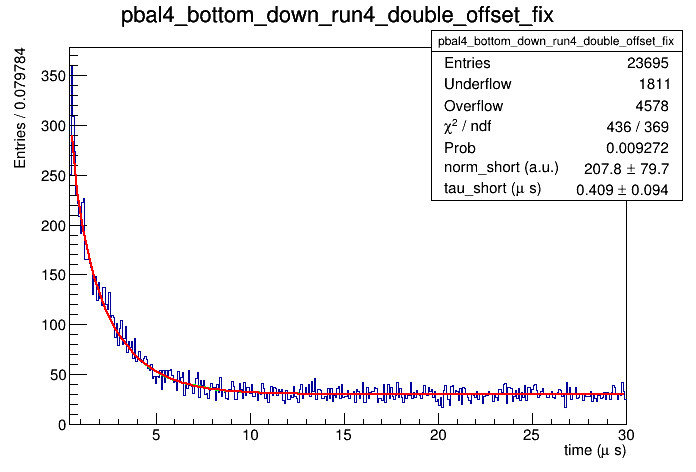 pbal4_bottom_down_run4_double_offset_fix
pbal4_bottom_down_run4_double_offset_fix
Entries 23695
Underflow 1811
Overflow 4578
χ² / ndf 436 / 369
Prob 0.009272
norm_short (a.u.) 207.8 ± 79.7
tau_short (μ s) 0.409 ± 0.094
Entries / 0.079784
350
300
250
200
150
100
50
0
5 10 15 20 25 30
time (μ s)